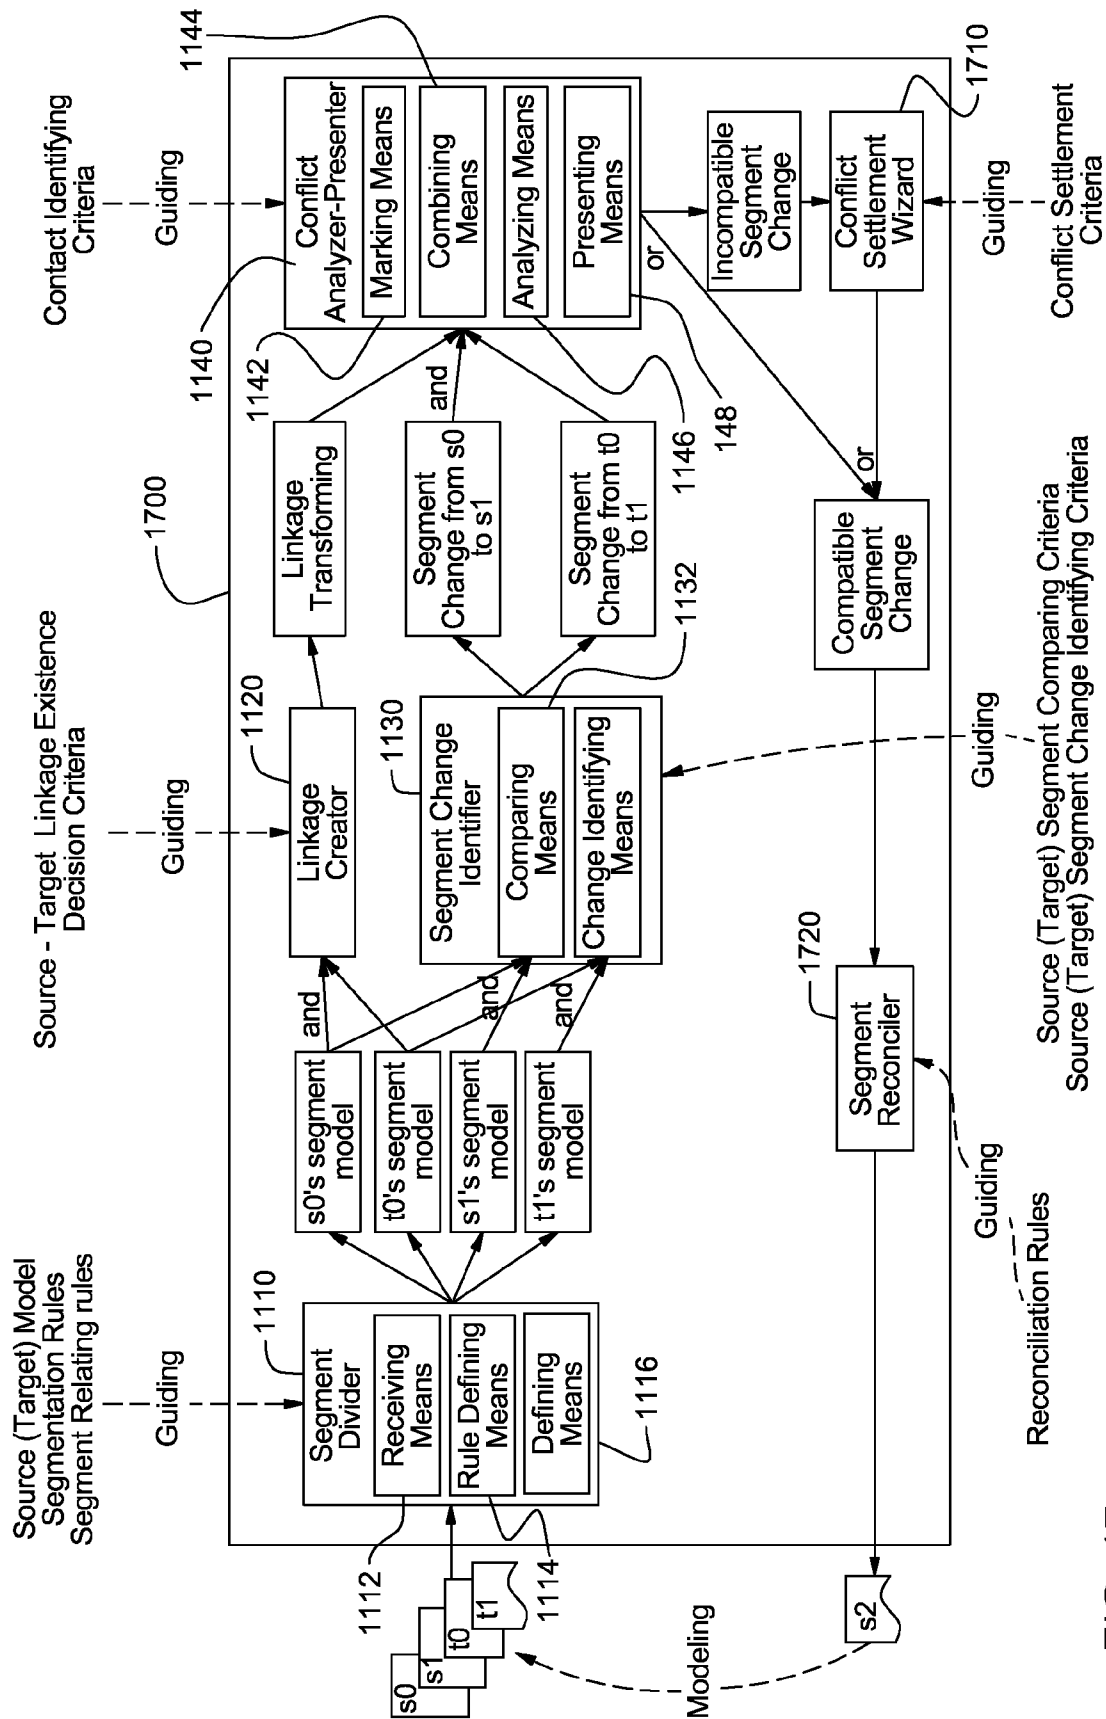 Source (Target) Model
Segmentation Rules
Segment Relating rules
Guiding
Source - Target Linkage Existence
Decision Criteria
Guiding
Contact Identifying
Criteria
Guiding
1110
Segment
Divider
Receiving
Means
Rule Defining
Means
Defining
Means
1112
1114
1116
s0
s1
t0
t1
s0's segment
model
t0's segment
model
s1's segment
model
t1's segment
model
and
and
and
1120
Linkage
Creator
1130
Segment Change
Identifier
Comparing
Means
Change Identifying
Means
1132
1700
Linkage
Transforming
Segment
Change from s0
to s1
Segment
Change from t0
to t1
and
1140
1142
1144
1146
148
Conflict
Analyzer-Presenter
Marking Means
Combining
Means
Analyzing Means
Presenting
Means
or
Incompatible
Segment
Change
Conflict
Settlement
Wizard
1710
Guiding
Conflict Settlement
Criteria
or
Compatible
Segment
Change
Guiding
Source (Target) Segment Comparing Criteria
Source (Target) Segment Change Identifying Criteria
1720
Segment
Reconciler
Guiding
Reconciliation Rules
s2
Modeling